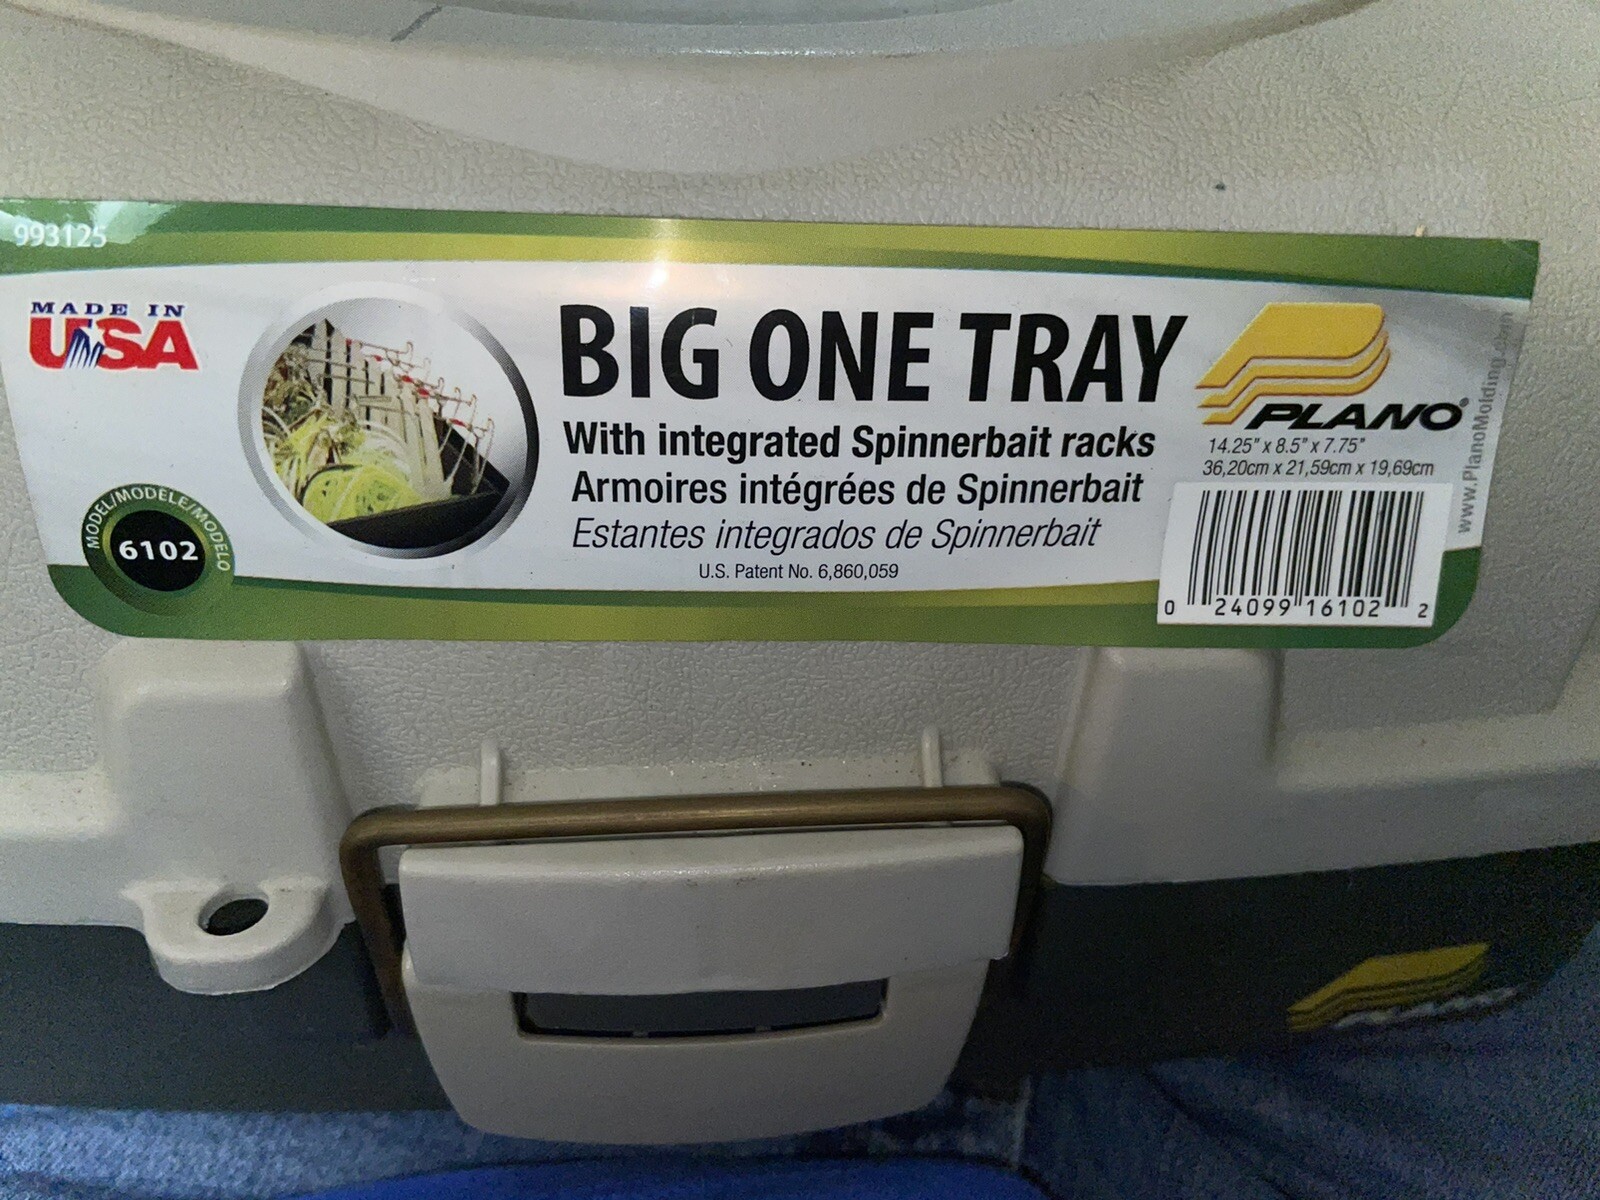 993125
MADE IN
USA
BIG ONE TRAY
With integrated Spinnerbait racks
Armoires intégrées de Spinnerbait
Estantes integrados de Spinnerbait
U.S. Patent No. 6,860,059
MODEL/MODELE/MODELO
6102
PLANO®
14.25" x 8.5" x 7.75"
36,20cm x 21,59cm x 19,69cm
www.PlanoMolding.com
0 24099 16102 2
PLANO